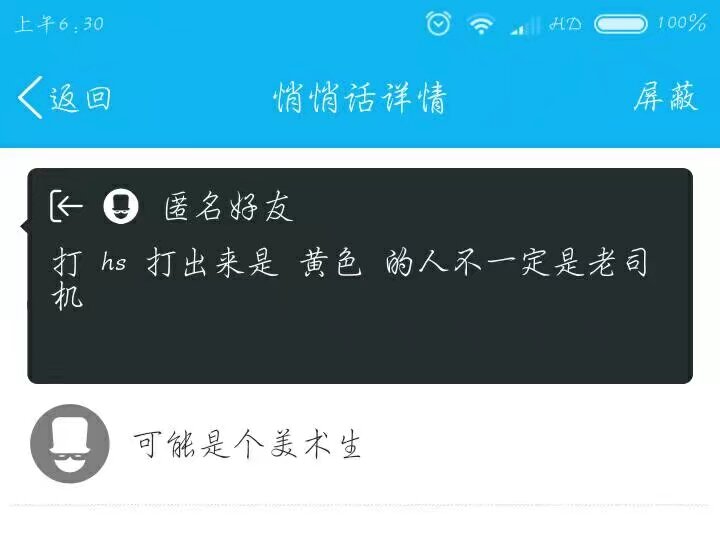 上午6:30 HD 100%
返回 悄悄话详情 屏蔽
匿名好友
打 hs 打出来是 黄色 的人不一定是老司
机
可能是个美术生